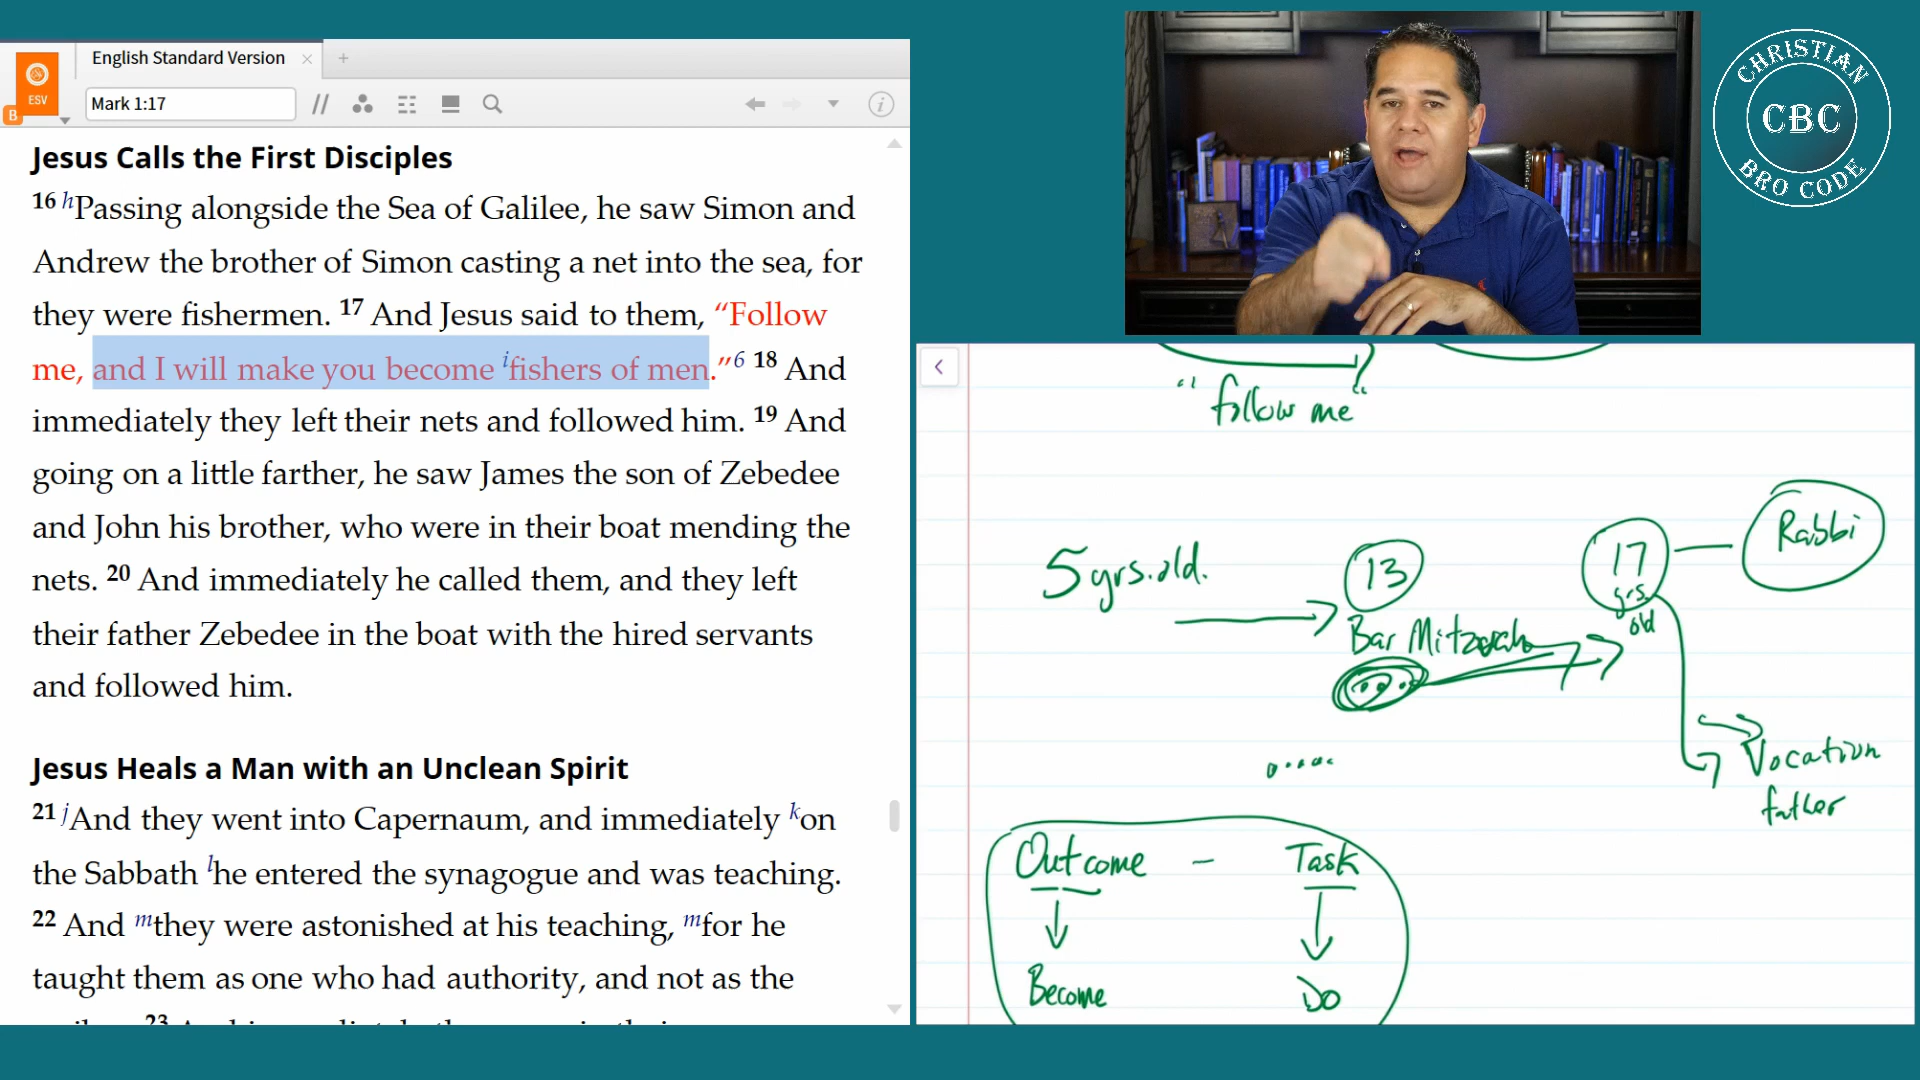 English Standard Version
ESV
B
Mark 1:17
Jesus Calls the First Disciples
16 hPassing alongside the Sea of Galilee, he saw Simon and
Andrew the brother of Simon casting a net into the sea, for
they were fishermen. 17 And Jesus said to them, “Follow
me, and I will make you become ifishers of men.”6 18 And
immediately they left their nets and followed him. 19 And
going on a little farther, he saw James the son of Zebedee
and John his brother, who were in their boat mending the
nets. 20 And immediately he called them, and they left
their father Zebedee in the boat with the hired servants
and followed him.
Jesus Heals a Man with an Unclean Spirit
21 jAnd they went into Capernaum, and immediately kon
the Sabbath lhe entered the synagogue and was teaching.
22 And mthey were astonished at his teaching, mfor he
taught them as one who had authority, and not as the
23
CHRISTIAN
CBC
BRO CODE
"follow me"
5 yrs. old.
13
Bar Mitzvah
17
yrs.
old
Rabbi
Vocation
father
Outcome - Task
Become Do